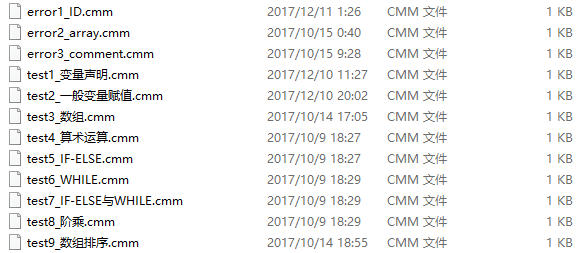 error1_ID.cmm 2017/12/11 1:26 CMM 文件 1 KB
error2_array.cmm 2017/10/15 0:40 CMM 文件 1 KB
error3_comment.cmm 2017/10/15 9:28 CMM 文件 1 KB
test1_变量声明.cmm 2017/12/10 11:27 CMM 文件 1 KB
test2_一般变量赋值.cmm 2017/12/10 20:02 CMM 文件 1 KB
test3_数组.cmm 2017/10/14 17:05 CMM 文件 1 KB
test4_算术运算.cmm 2017/10/9 18:27 CMM 文件 1 KB
test5_IF-ELSE.cmm 2017/10/9 18:27 CMM 文件 1 KB
test6_WHILE.cmm 2017/10/9 18:29 CMM 文件 1 KB
test7_IF-ELSE与WHILE.cmm 2017/10/9 18:29 CMM 文件 1 KB
test8_阶乘.cmm 2017/10/9 18:29 CMM 文件 1 KB
test9_数组排序.cmm 2017/10/14 18:55 CMM 文件 1 KB